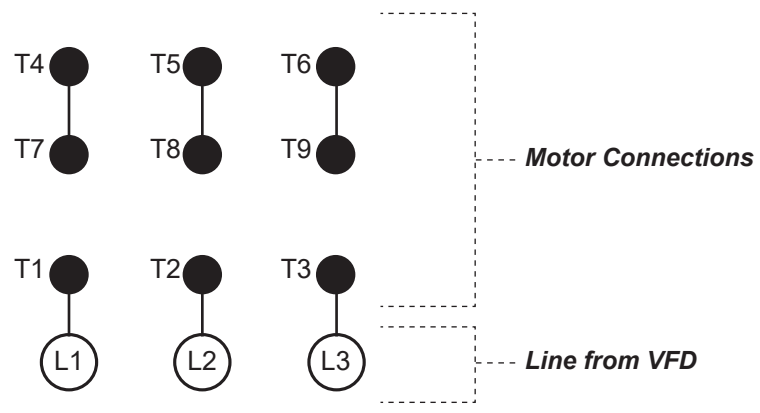 T4 T5 T6
T7 T8 T9
Motor Connections
T1 T2 T3
L1 L2 L3
Line from VFD